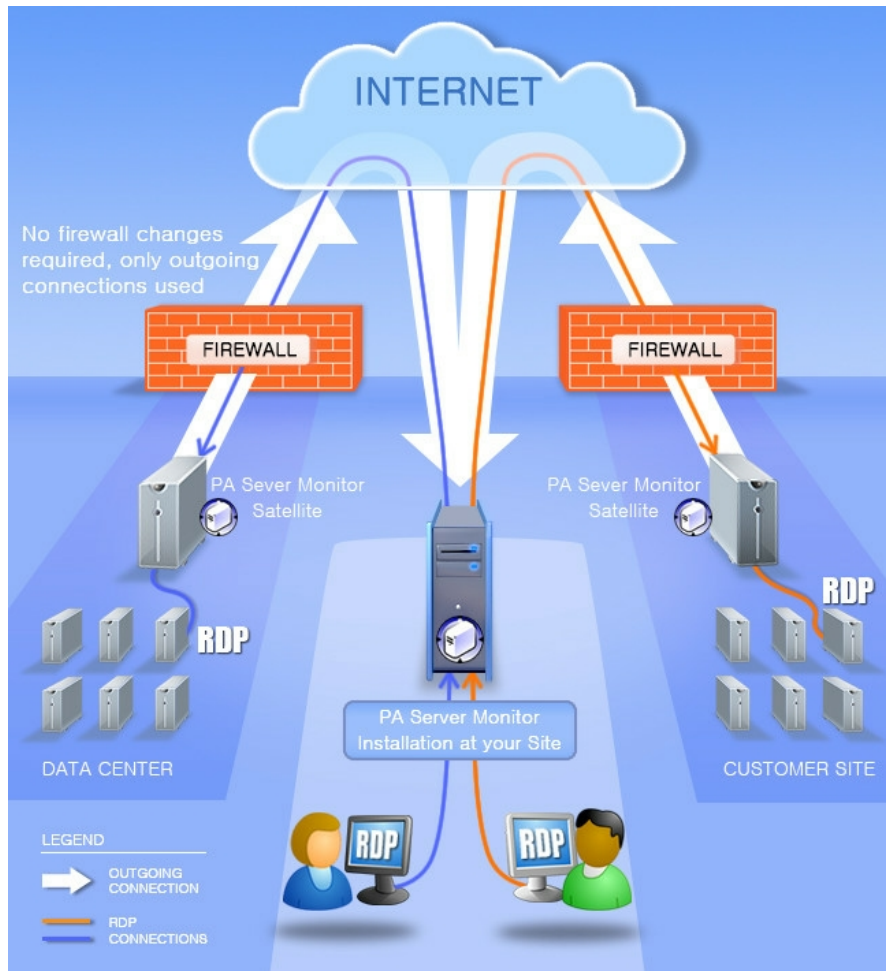 INTERNET
No firewall changes
required, only outgoing
connections used
FIREWALL
FIREWALL
PA Sever Monitor
Satellite
PA Sever Monitor
Satellite
RDP
RDP
PA Server Monitor
Installation at your Site
DATA CENTER
CUSTOMER SITE
RDP
RDP
LEGEND
OUTGOING
CONNECTION
RDP
CONNECTIONS